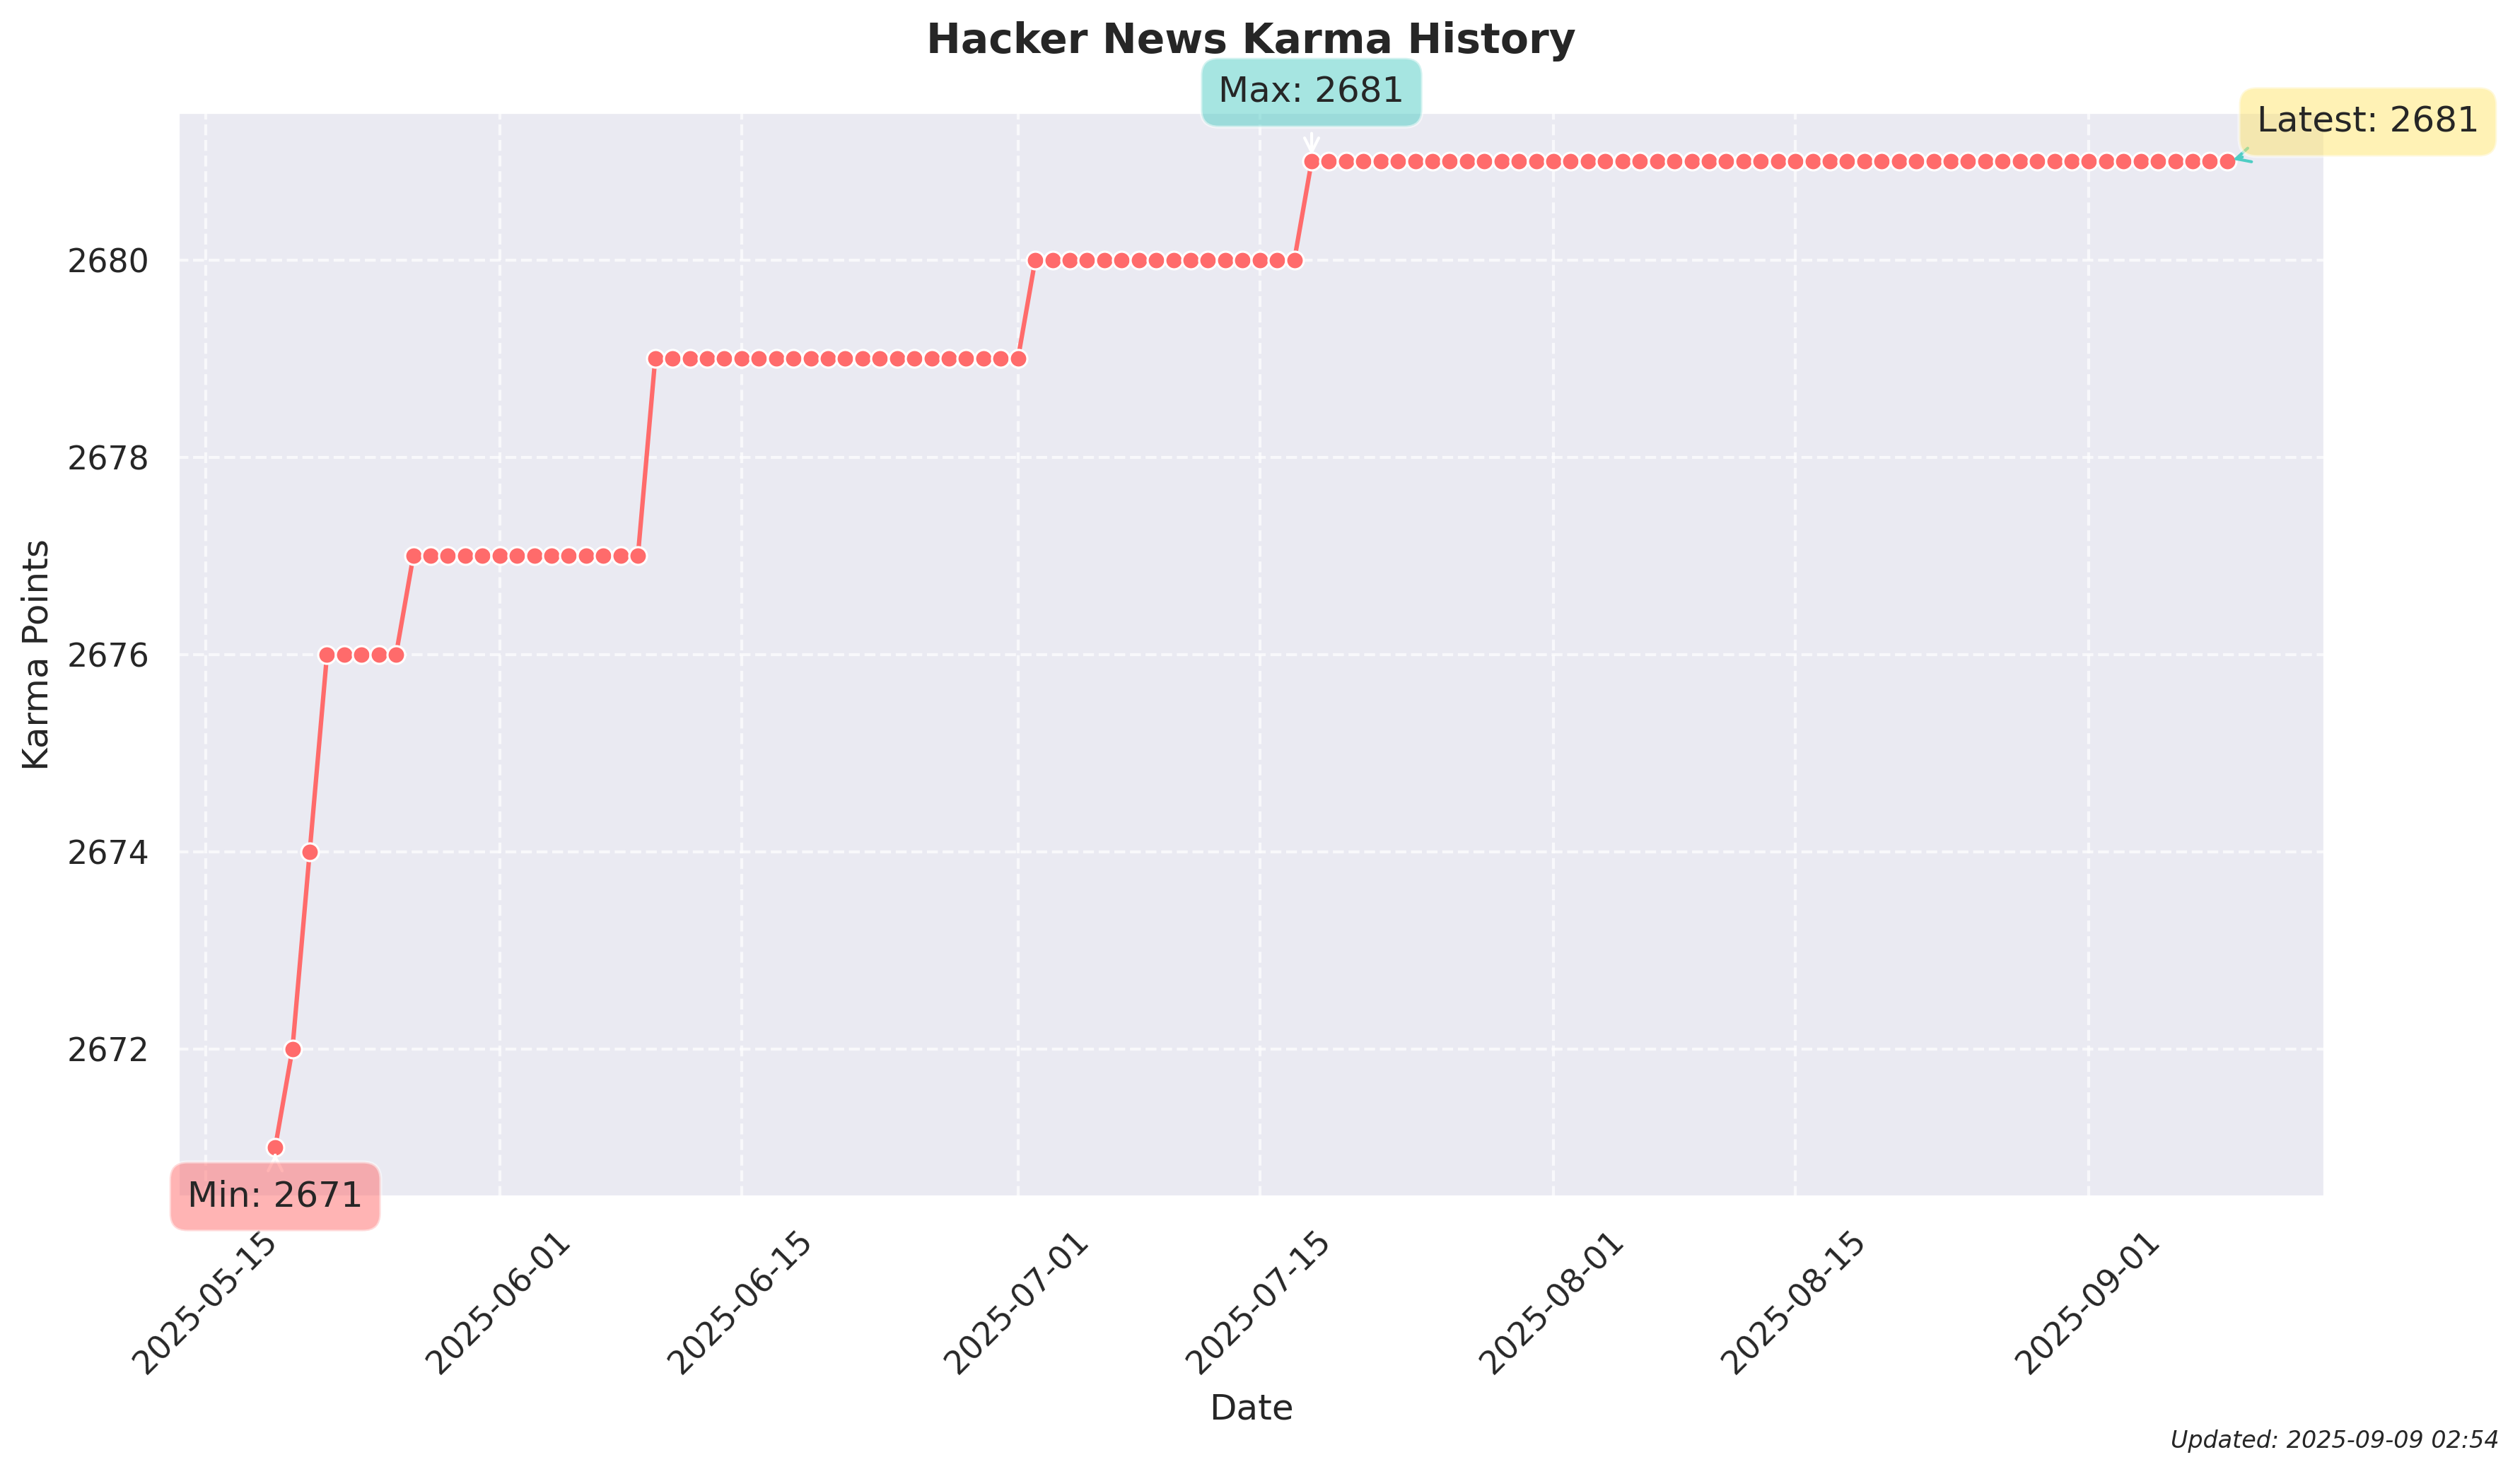 Hacker News Karma History
Max: 2681
Latest: 2681
2680
2678
2676
2674
2672
Karma Points
Min: 2671
2025-05-15
2025-06-01
2025-06-15
2025-07-01
2025-07-15
2025-08-01
2025-08-15
2025-09-01
Date
Updated: 2025-09-09 02:54